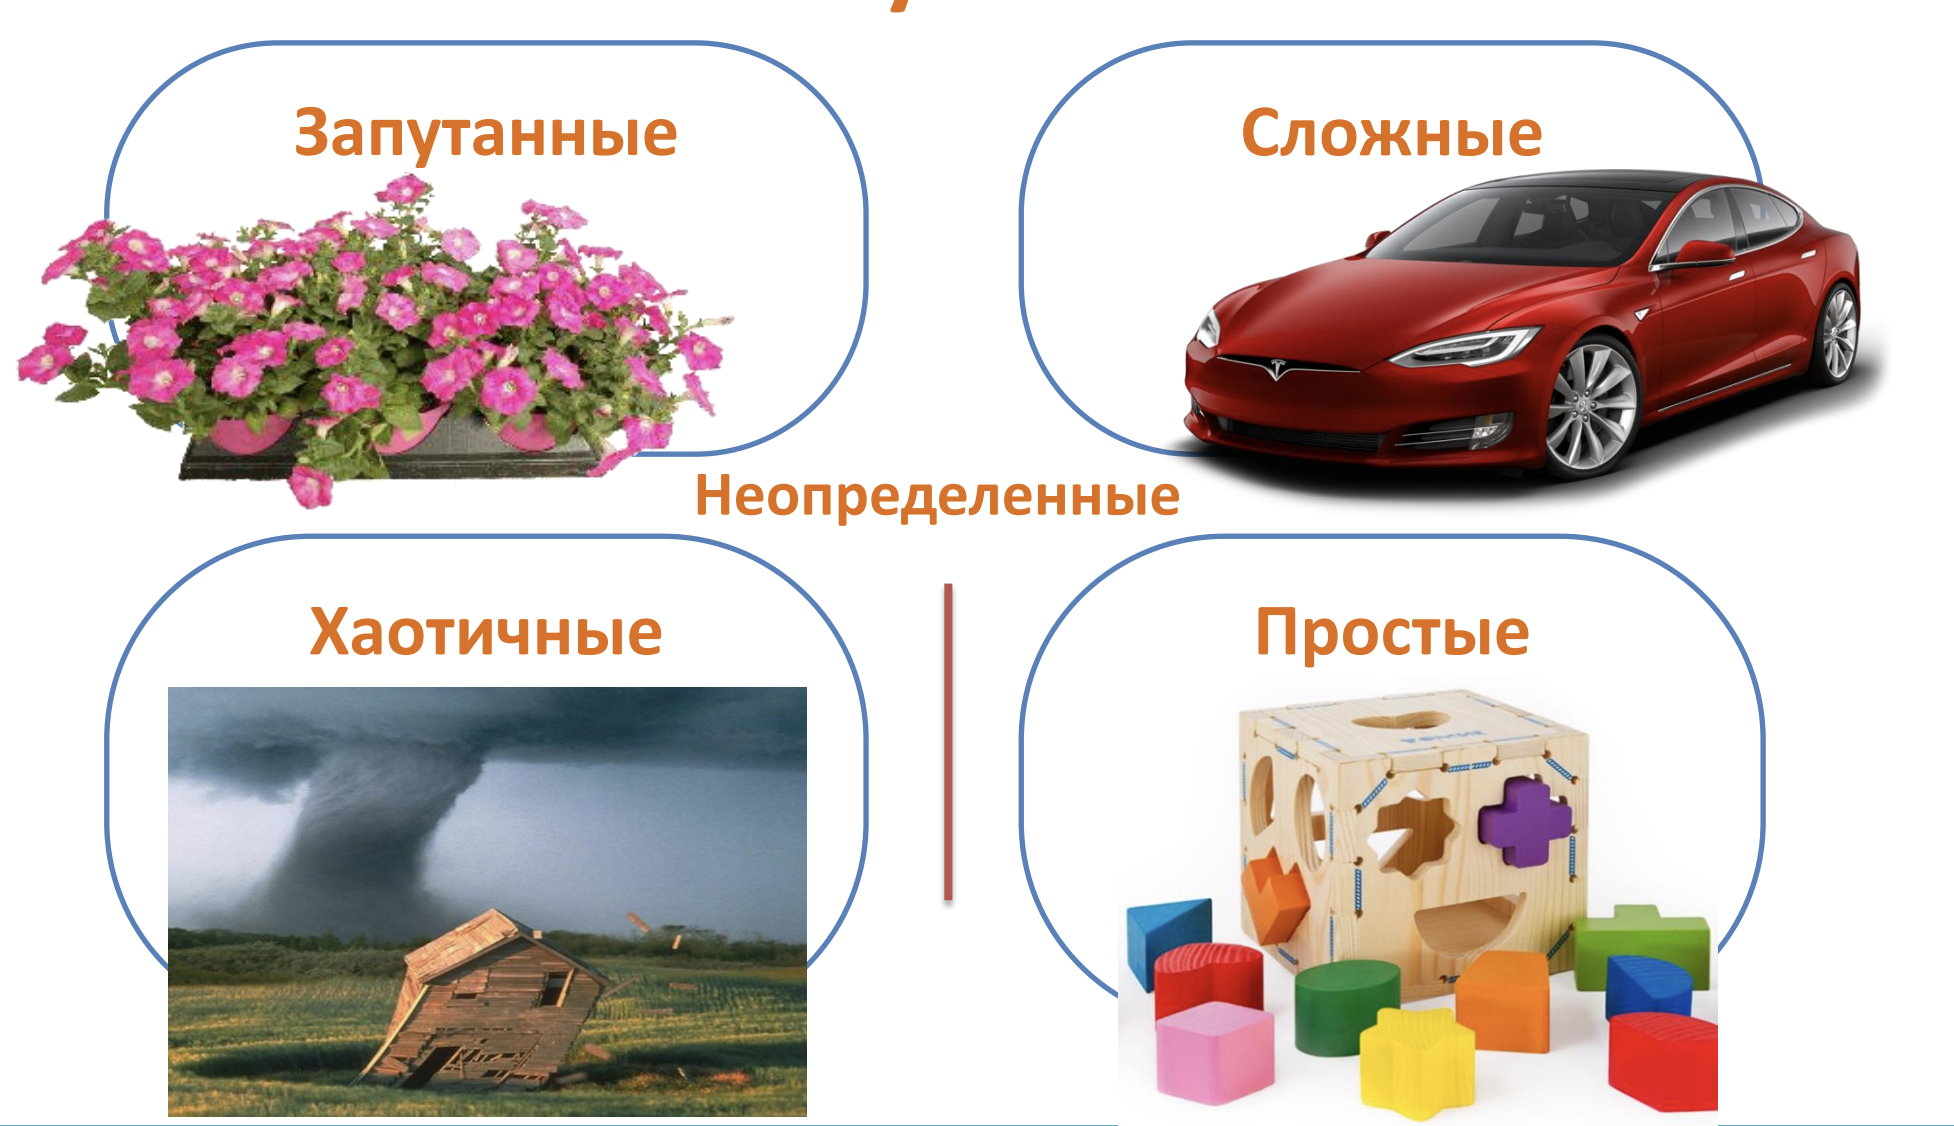 Запутанные
Сложные
Неопределенные
Хаотичные
Простые